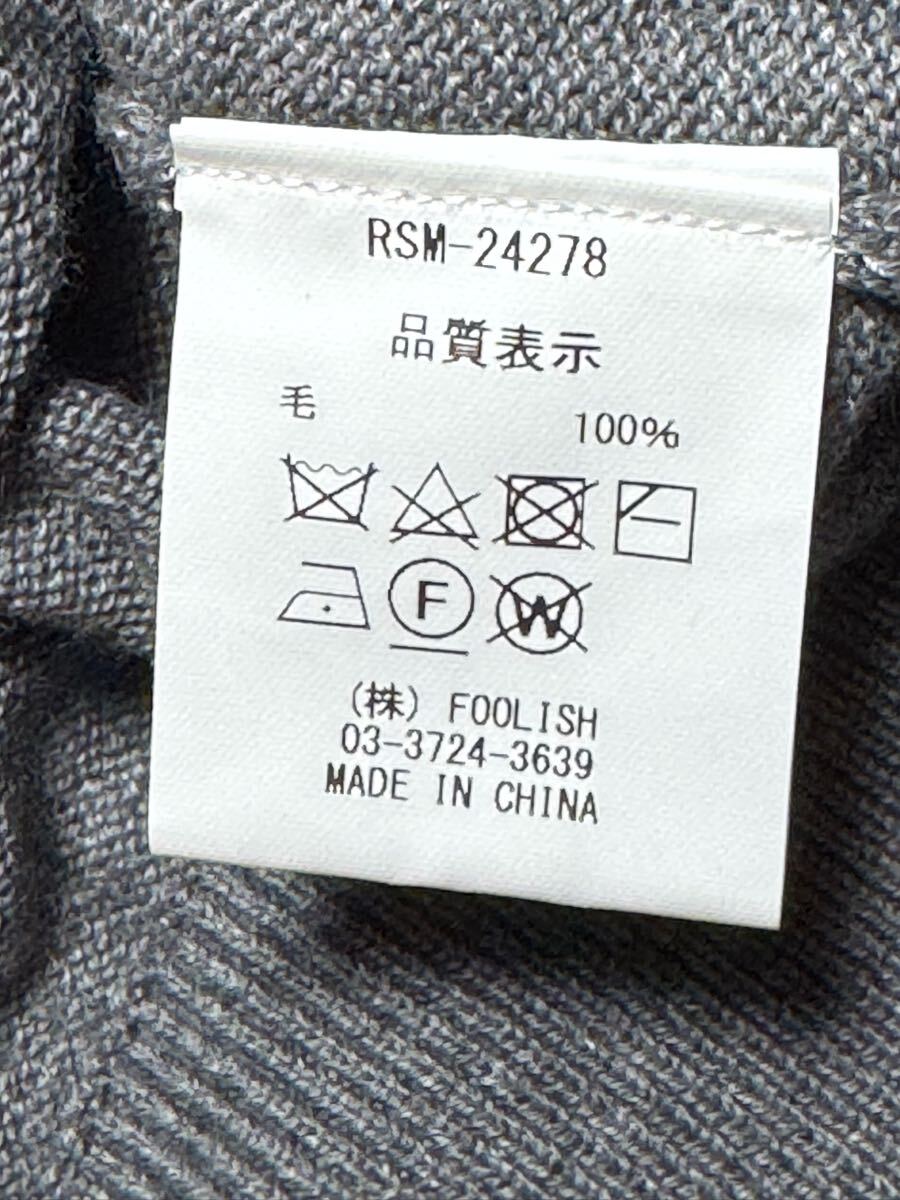 RSM-24278
品質表示
毛 100%
F W
(株) FOOLISH
03-3724-3639
MADE IN CHINA